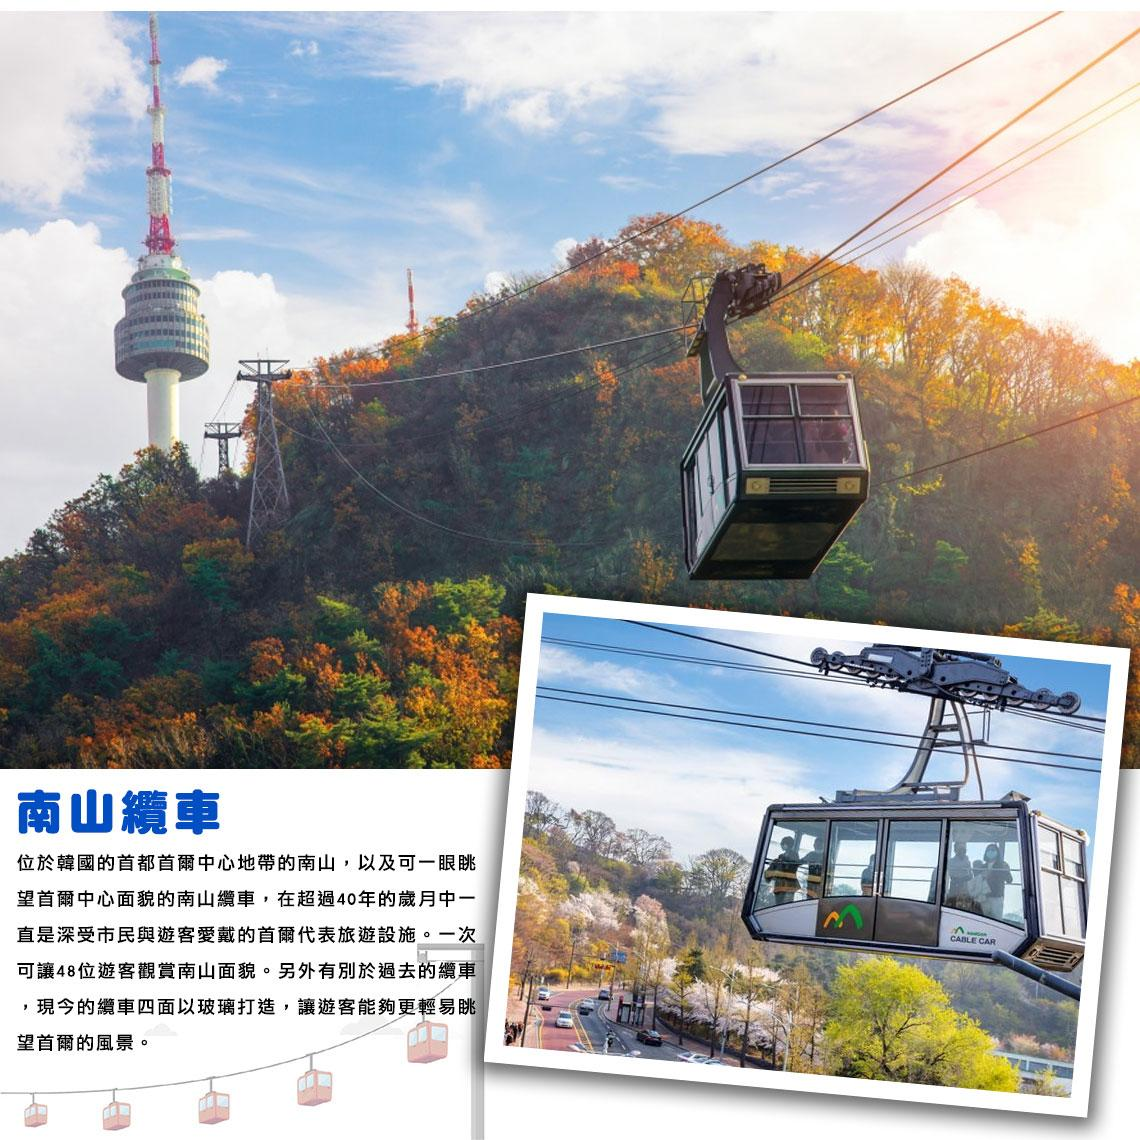 南山纜車
位於韓國的首都首爾中心地帶的南山，以及可一眼眺
望首爾中心面貌的南山纜車，在超過40年的歲月中一
直是深受市民與遊客愛戴的首爾代表旅遊設施。一次
可讓48位遊客觀賞南山面貌。另外有別於過去的纜車
，現今的纜車四面以玻璃打造，讓遊客能夠更輕易眺
望首爾的風景。
NAMSAN
CABLE CAR